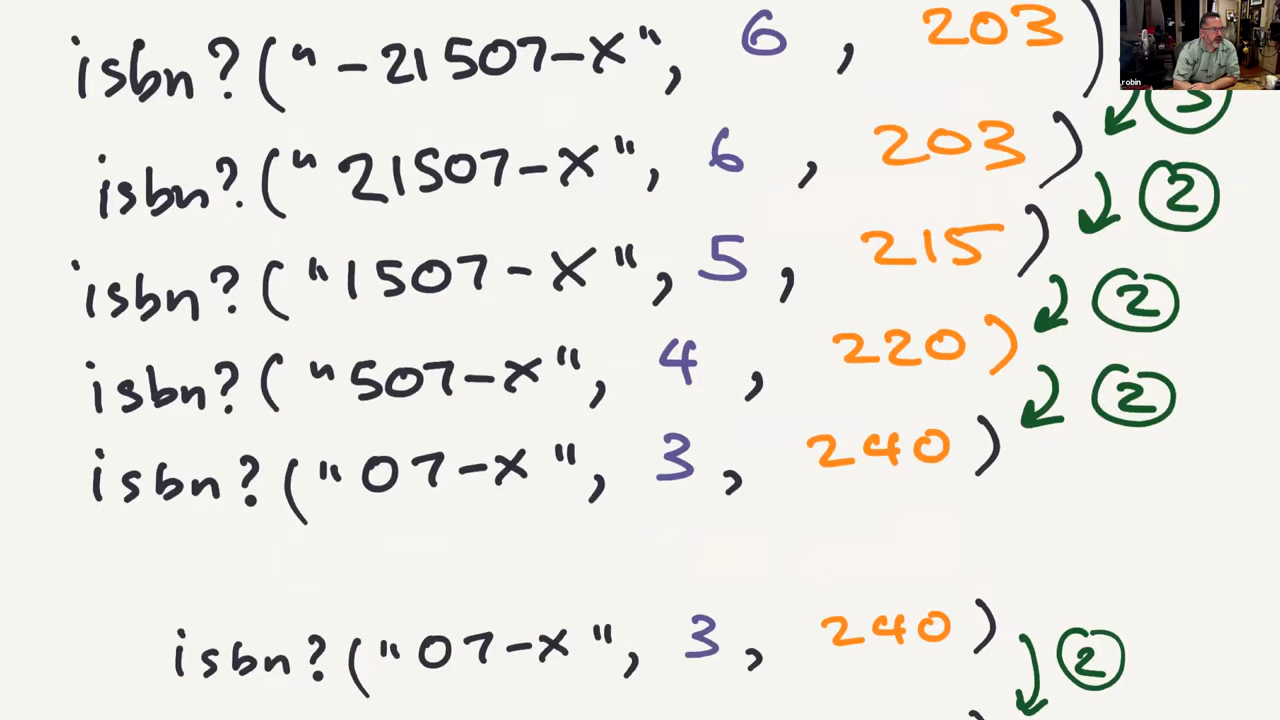 isbn?("-21507-X", 6, 203)
robin
3
isbn?("21507-X", 6, 203)
2
isbn?("1507-X", 5, 215)
2
isbn?("507-X", 4, 220)
2
isbn?("07-X", 3, 240)
isbn?("07-X", 3, 240)
2